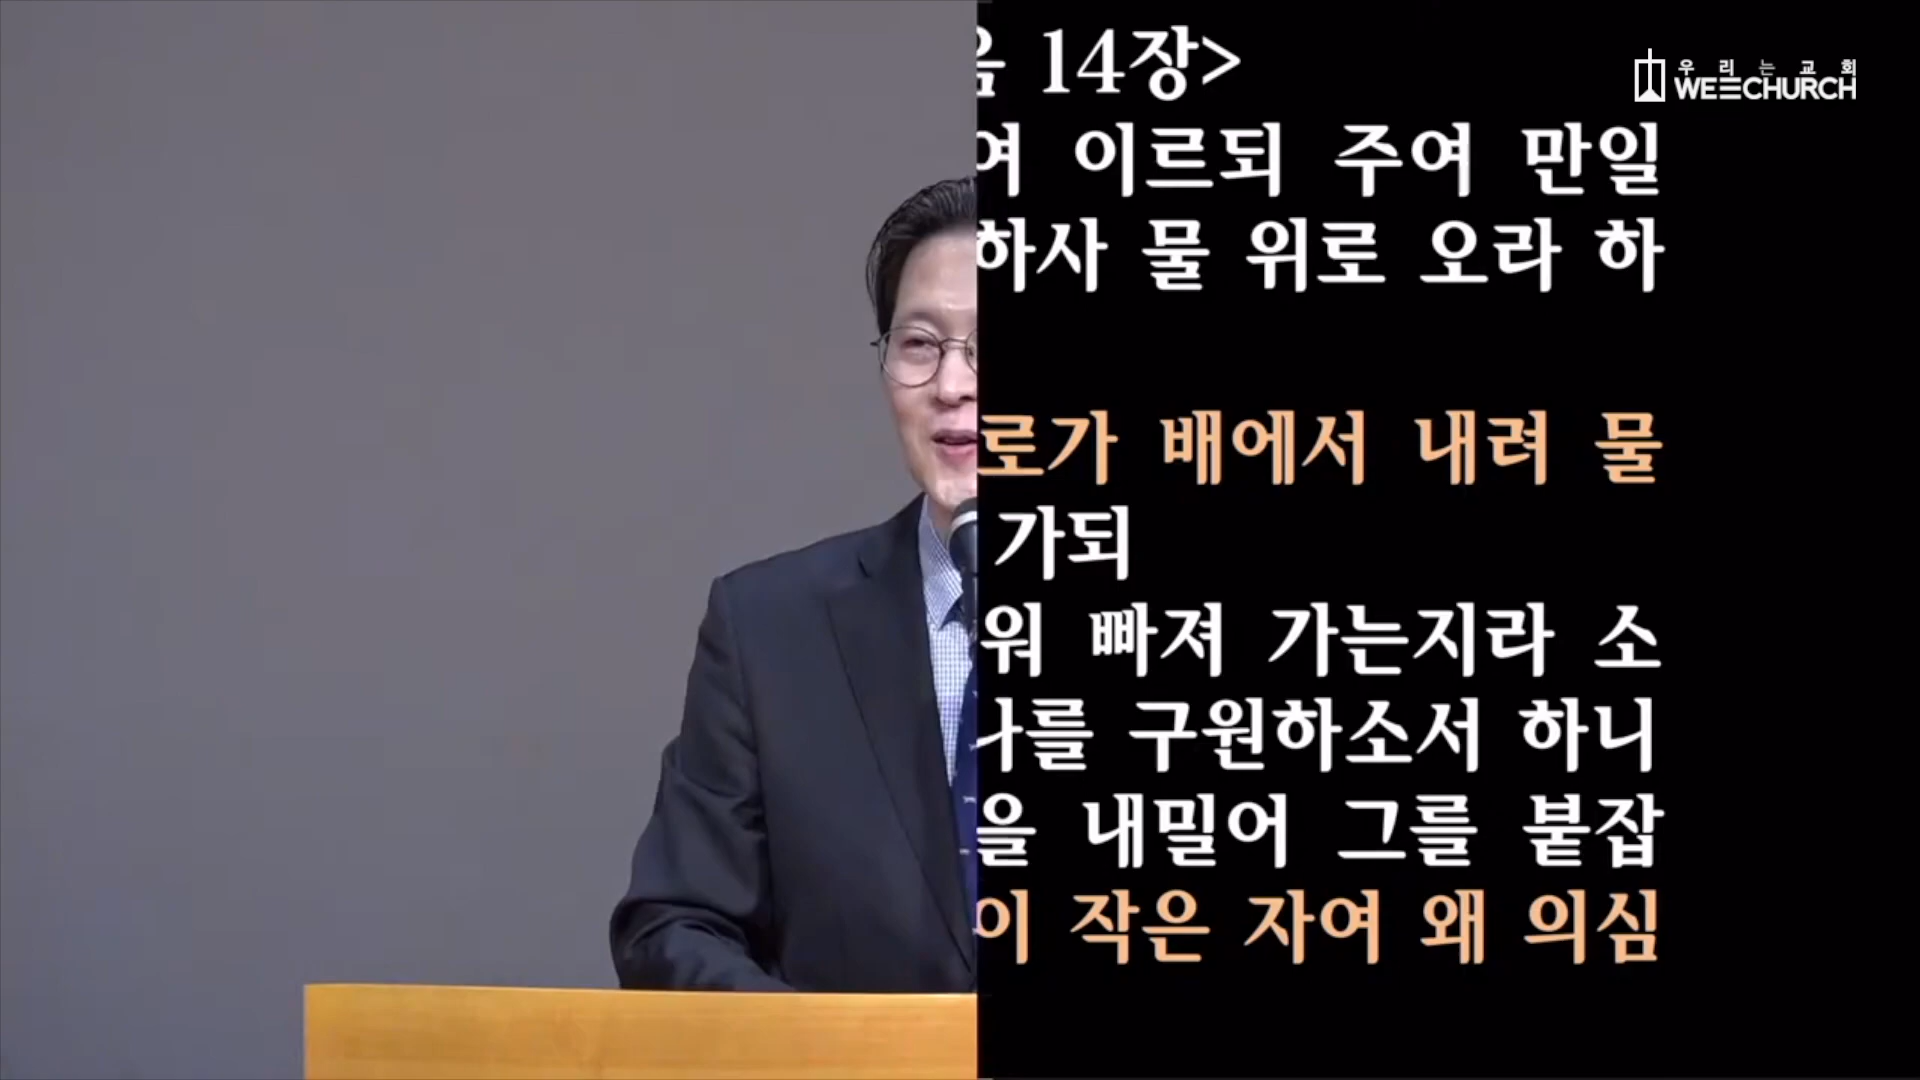 음 14장>
여 이르되 주여 만일
하사 물 위로 오라 하
로가 배에서 내려 물
가되
워 빠져 가는지라 소
나를 구원하소서 하니
을 내밀어 그를 붙잡
이 작은 자여 왜 의심
우리는교회
WEECHURCH